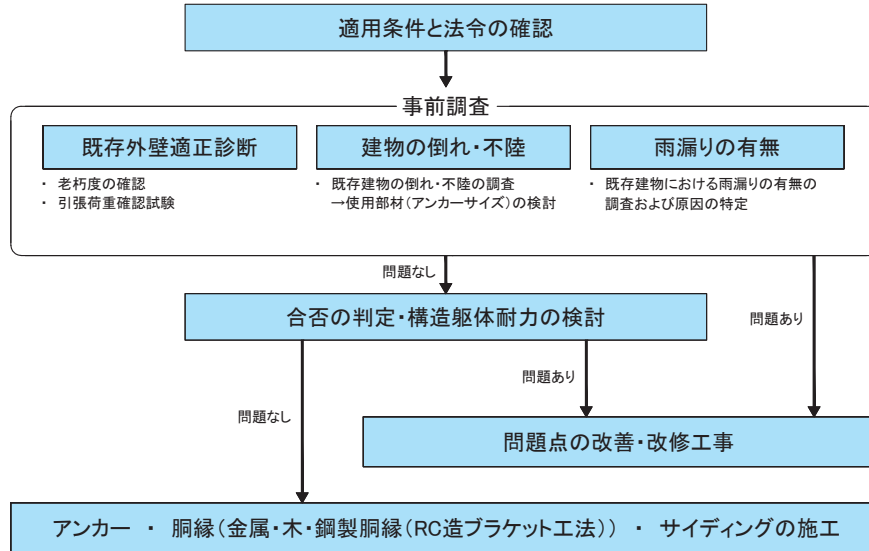 適用条件と法令の確認
事前調査
既存外壁適正診断
・ 老朽度の確認
・ 引張荷重確認試験
建物の倒れ・不陸
・ 既存建物の倒れ・不陸の調査
→使用部材(アンカーサイズ)の検討
雨漏りの有無
・ 既存建物における雨漏りの有無の
調査および原因の特定
問題なし
合否の判定・構造躯体耐力の検討
問題あり
問題あり
問題なし
問題点の改善・改修工事
アンカー ・ 胴縁(金属・木・鋼製胴縁(RC造ブラケット工法)) ・ サイディングの施工